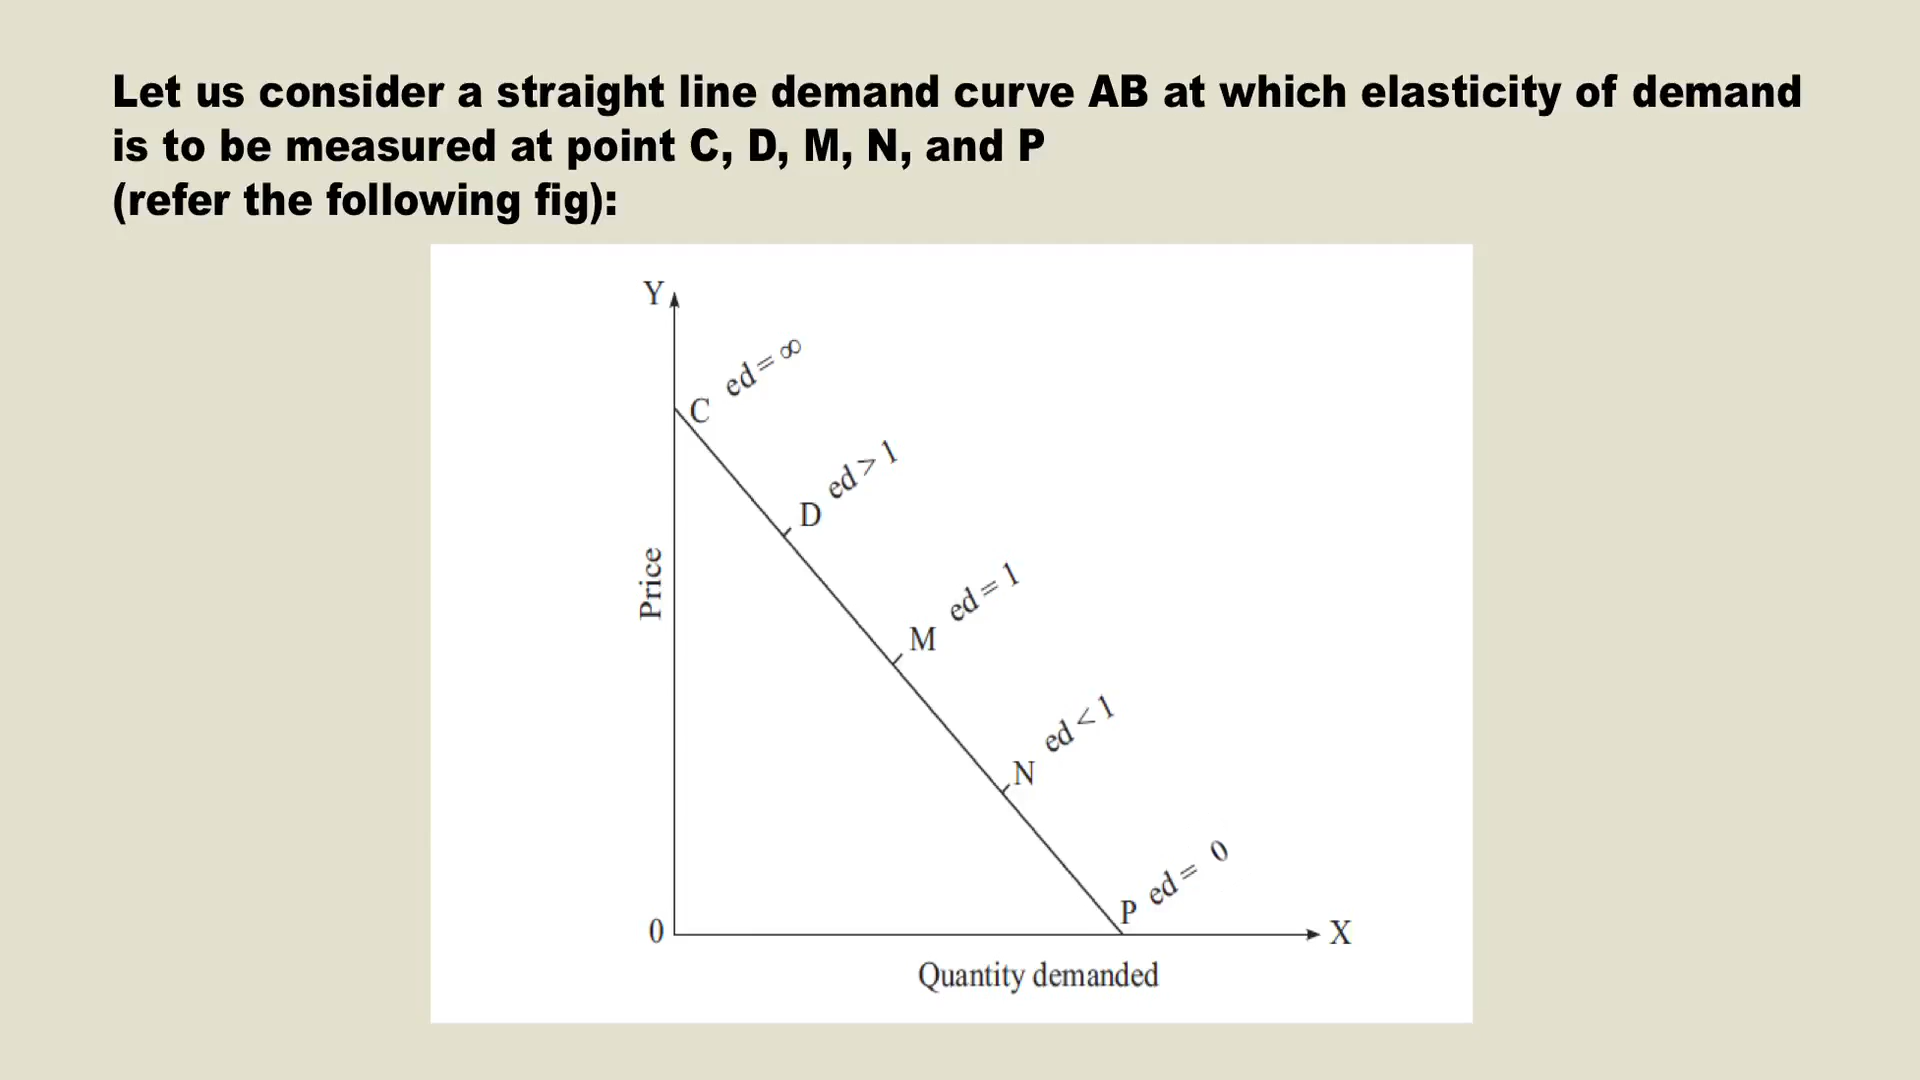 Let us consider a straight line demand curve AB at which elasticity of demand
is to be measured at point C, D, M, N, and P
(refer the following fig):
Y
C ed = ∞
D ed > 1
Price
M ed = 1
N ed < 1
P ed = 0
0
X
Quantity demanded